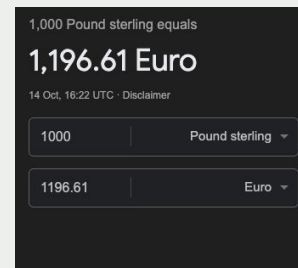 1,000 Pound sterling equals
1,196.61 Euro
14 Oct, 16:22 UTC · Disclaimer
1000 Pound sterling
1196.61 Euro